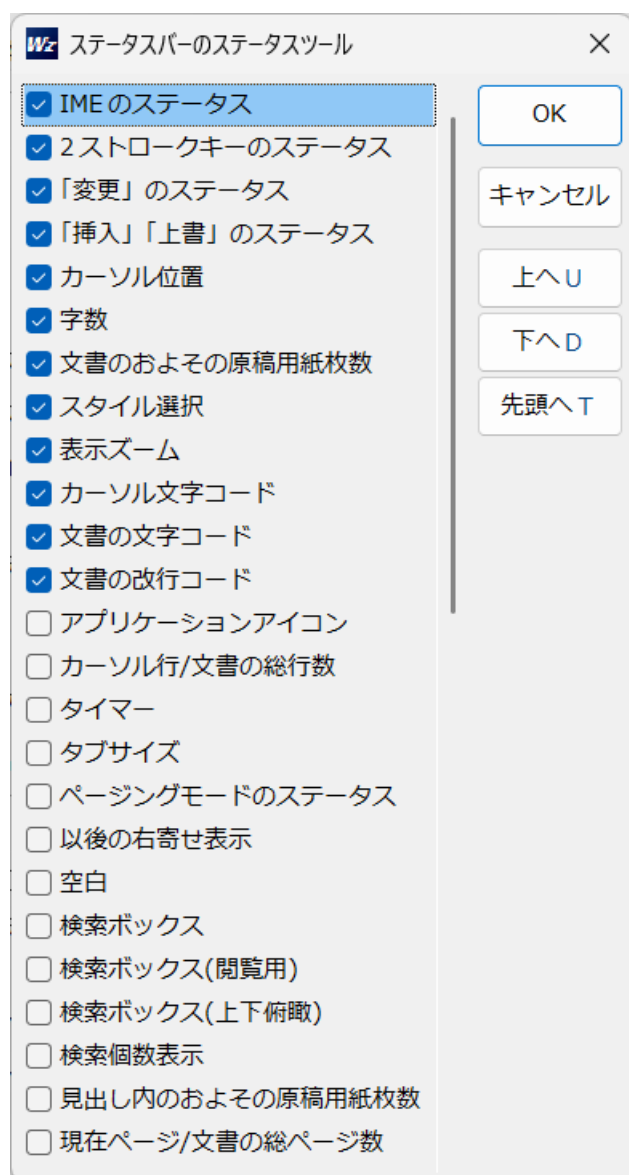 Wz ステータスバーのステータスツール
IMEのステータス
2ストロークキーのステータス
「変更」のステータス
「挿入」「上書」のステータス
カーソル位置
字数
文書のおよその原稿用紙枚数
スタイル選択
表示ズーム
カーソル文字コード
文書の文字コード
文書の改行コード
アプリケーションアイコン
カーソル行/文書の総行数
タイマー
タブサイズ
ページングモードのステータス
以後の右寄せ表示
空白
検索ボックス
検索ボックス(閲覧用)
検索ボックス(上下俯瞰)
検索個数表示
見出し内のおよその原稿用紙枚数
現在ページ/文書の総ページ数
OK
キャンセル
上へ U
下へ D
先頭へ T